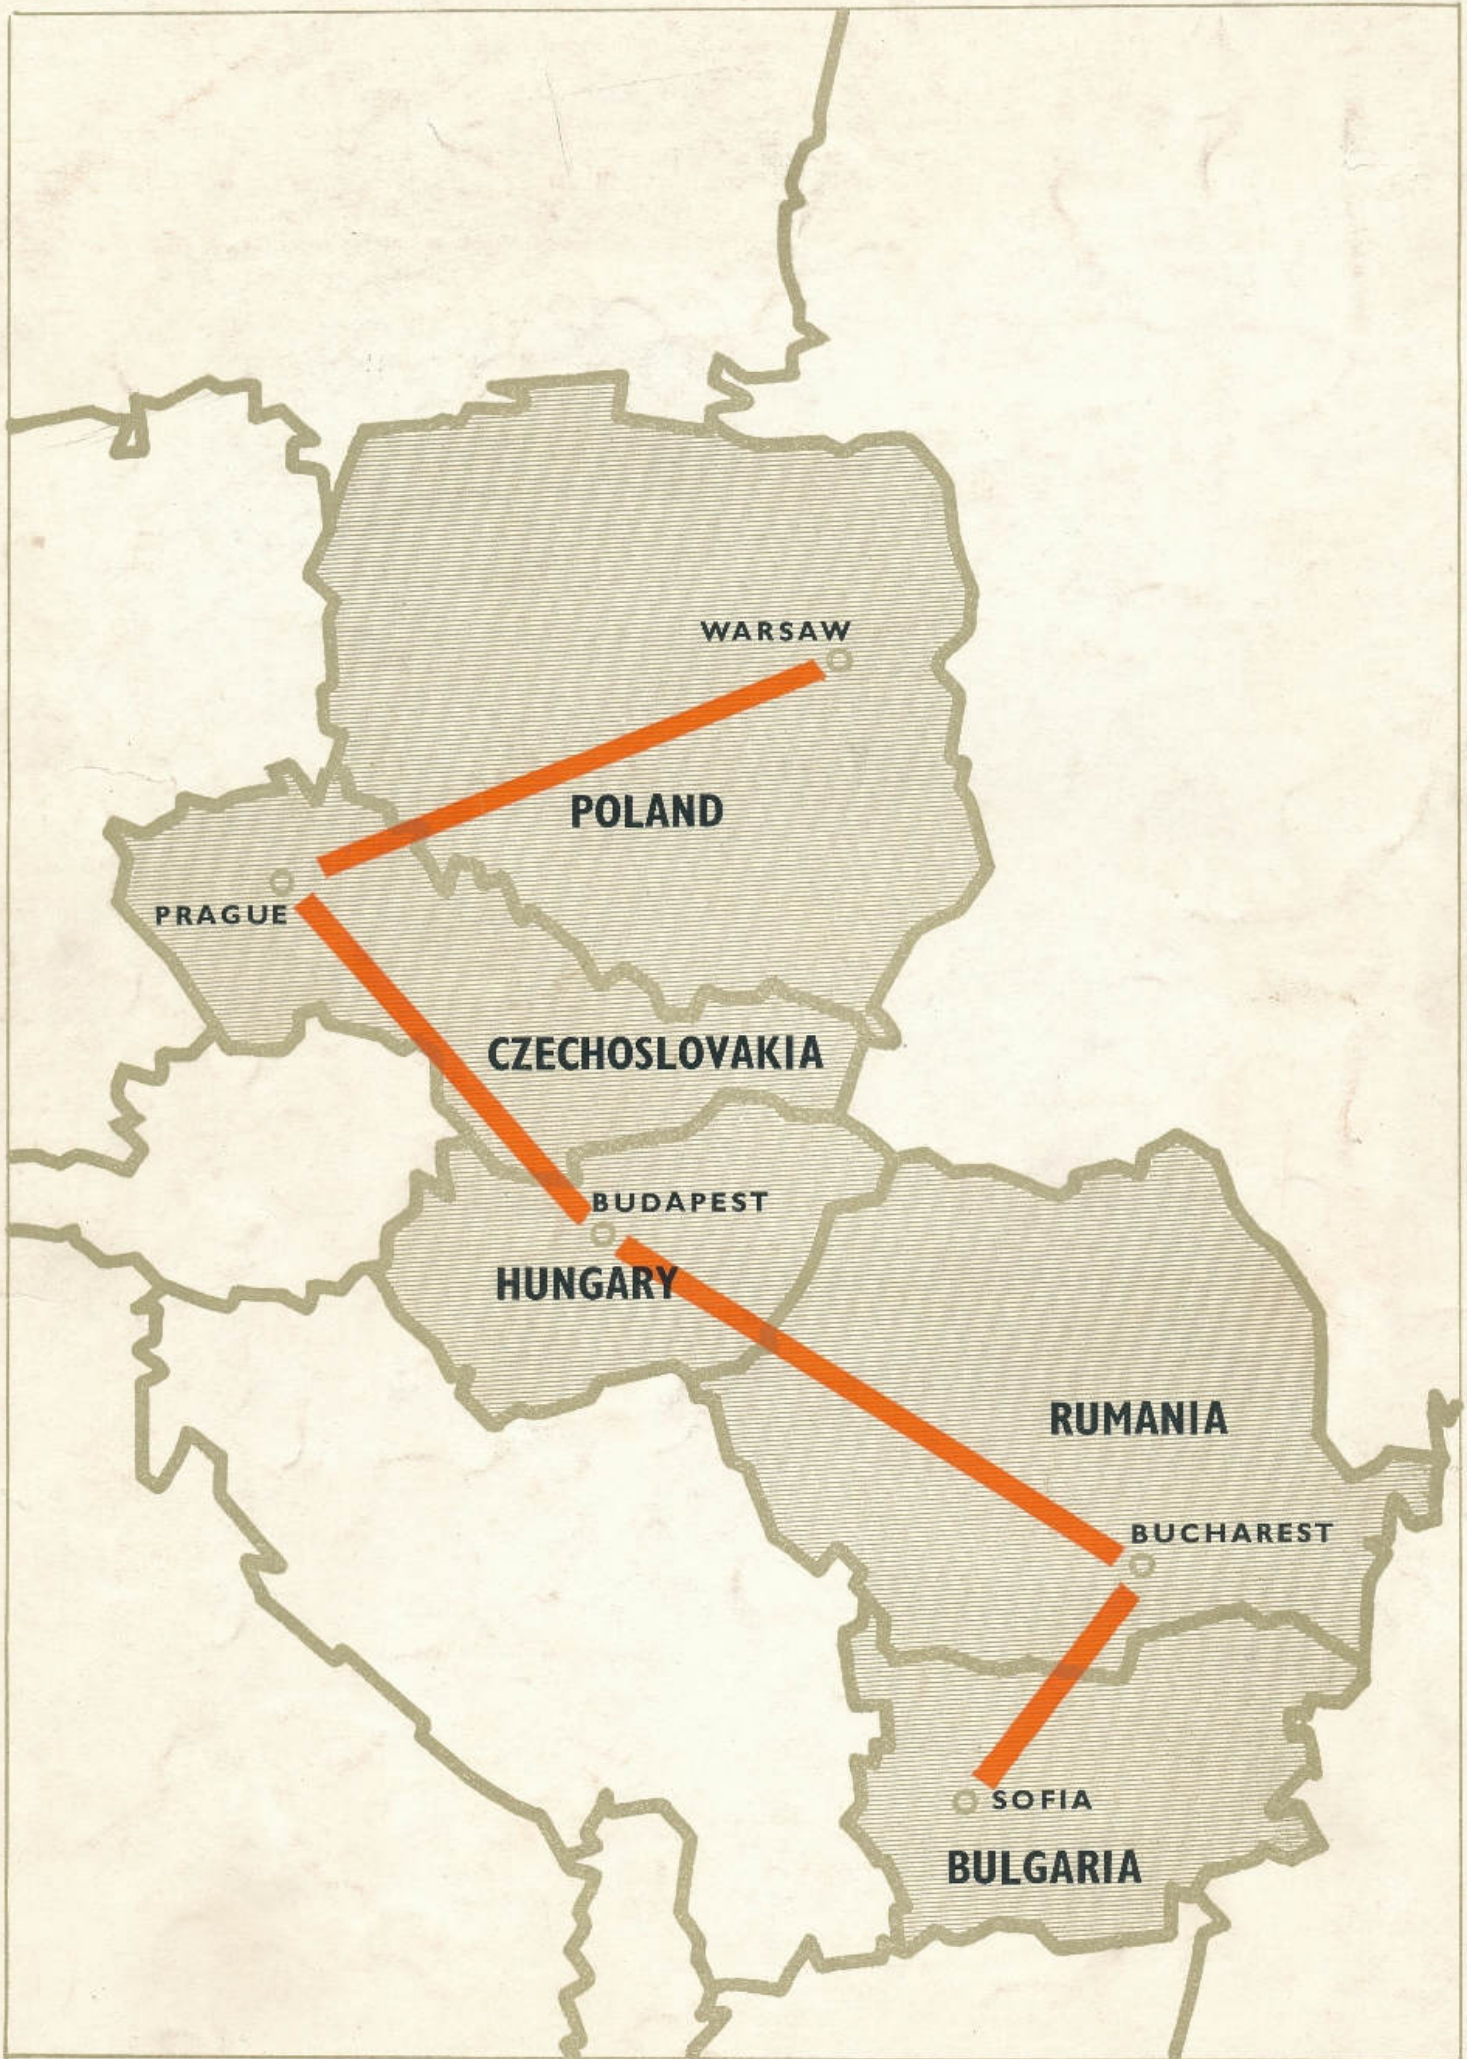 WARSAW
POLAND
PRAGUE
CZECHOSLOVAKIA
BUDAPEST
HUNGARY
RUMANIA
BUCHAREST
SOFIA
BULGARIA